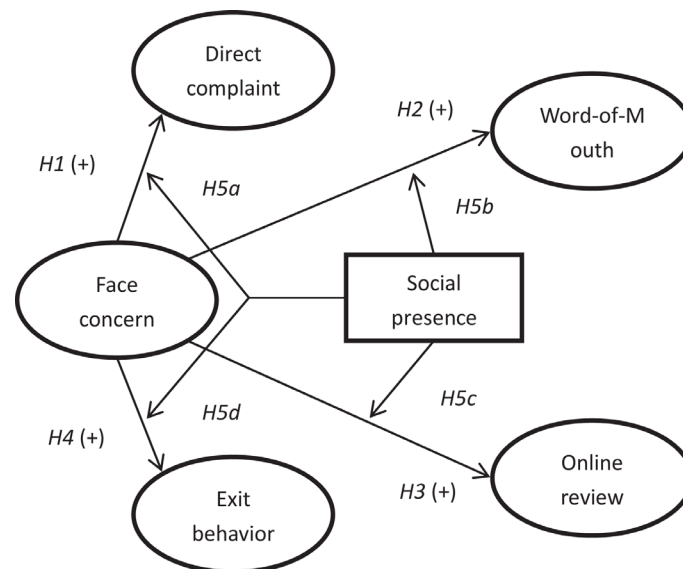 Direct
complaint
H2 (+)
Word-of-M
outh
H1 (+)
H5a
H5b
Face
concern
Social
presence
H5c
H5d
H4 (+)
Online
review
H3 (+)
Exit
behavior